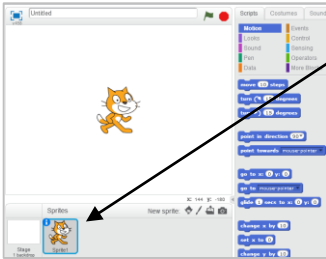 Untitled
Scripts Costumes Sound
Motion Events
Looks Control
Sound Sensing
Pen Operators
Data More Blocks
move 10 steps
turn 15 degrees
turn 15 degrees
point in direction 90
point towards mouse-pointer
go to x: 0 y: 0
go to mouse-pointer
glide 1 secs to x: 0 y: 0
change x by 10
set x to 0
change y by 10
X: 144 y: -180
Sprites New sprite:
Stage
1 backdrop
Sprite1